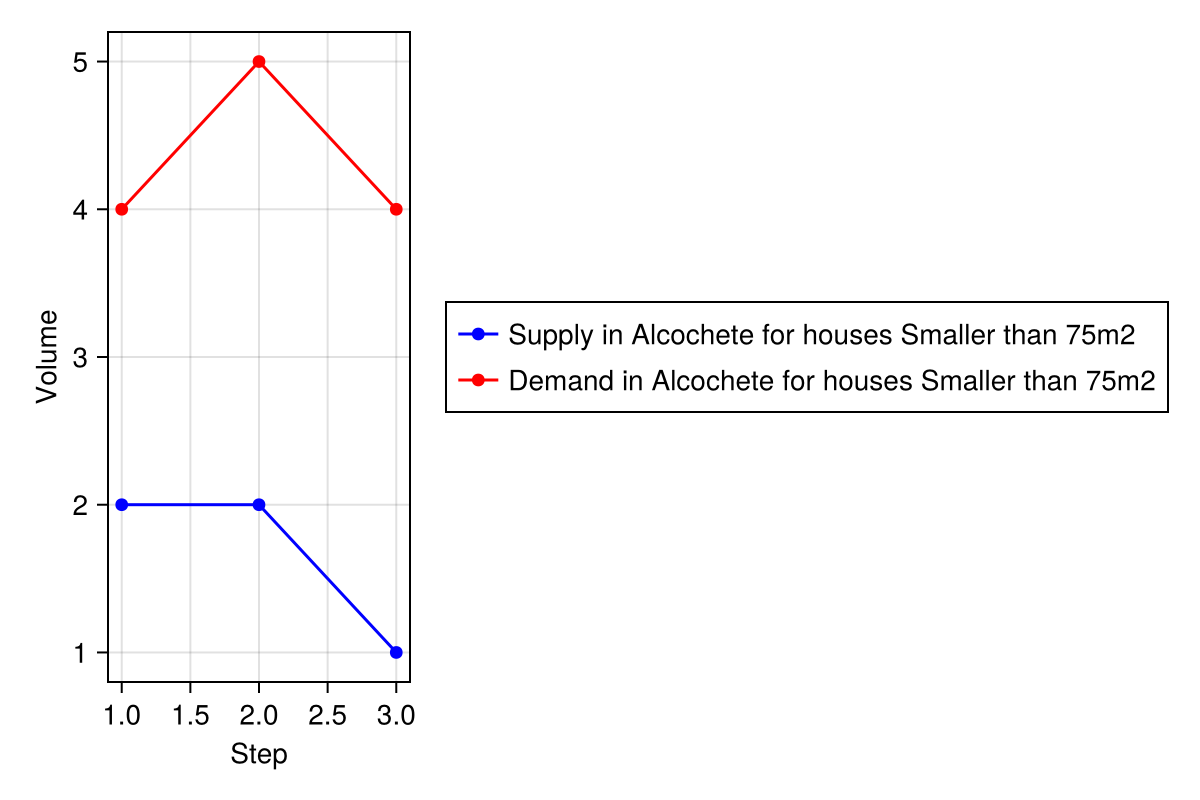 5
4
3
2
1
Volume
1.0 1.5 2.0 2.5 3.0
Step
Supply in Alcochete for houses Smaller than 75m2
Demand in Alcochete for houses Smaller than 75m2